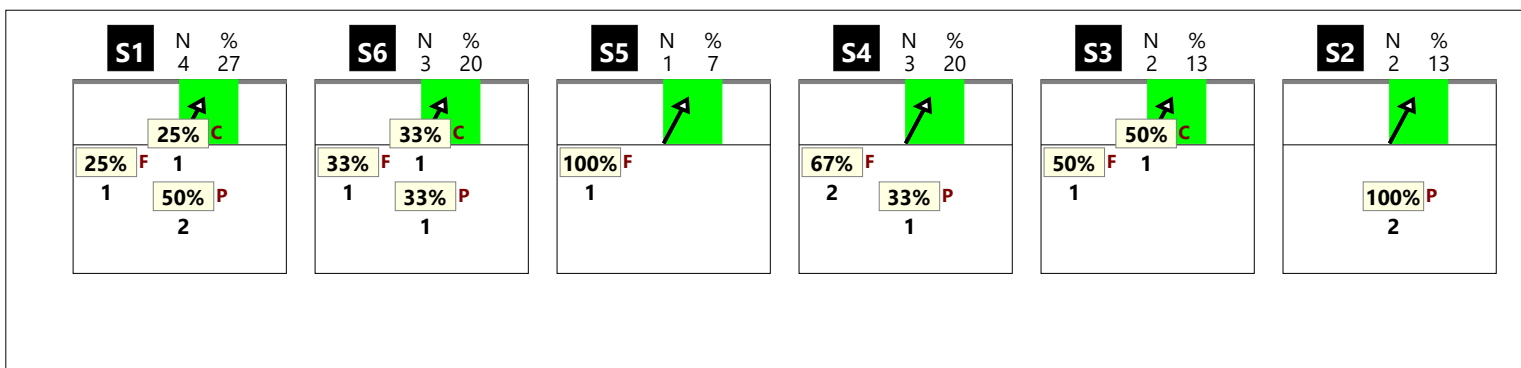 S1 N % 4 27
25% C
1
25% F
1
50% P
2
S6 N % 3 20
33% C
1
33% F
1
33% P
1
S5 N % 1 7
100% F
1
S4 N % 3 20
67% F
2
33% P
1
S3 N % 2 13
50% C
1
50% F
1
S2 N % 2 13
100% P
2